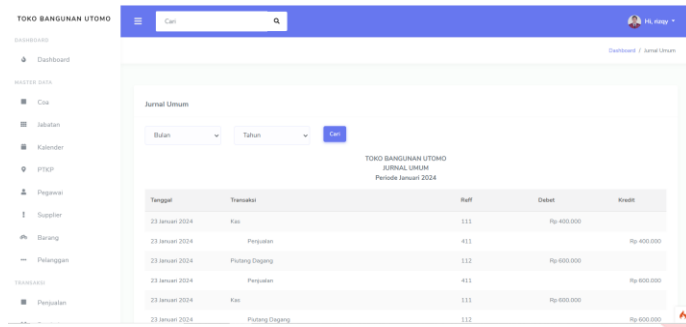 TOKO BANGUNAN UTOMO
Cari
Hi, rizqy
DASHBOARD
Dashboard / Jurnal Umum
Dashboard
MASTER DATA
Coa
Jabatan
Kalender
PTKP
Pegawai
Supplier
Barang
Pelanggan
TRANSAKSI
Penjualan
Jurnal Umum
Bulan Tahun Cari
TOKO BANGUNAN UTOMO
JURNAL UMUM
Periode Januari 2024
Tanggal Transaksi Reff Debet Kredit
23 Januari 2024 Kas 111 Rp 400.000
23 Januari 2024 Penjualan 411 Rp 400.000
23 Januari 2024 Piutang Dagang 112 Rp 600.000
23 Januari 2024 Penjualan 411 Rp 600.000
23 Januari 2024 Kas 111 Rp 600.000
23 Januari 2024 Piutang Dagang 112 Rp 600.000